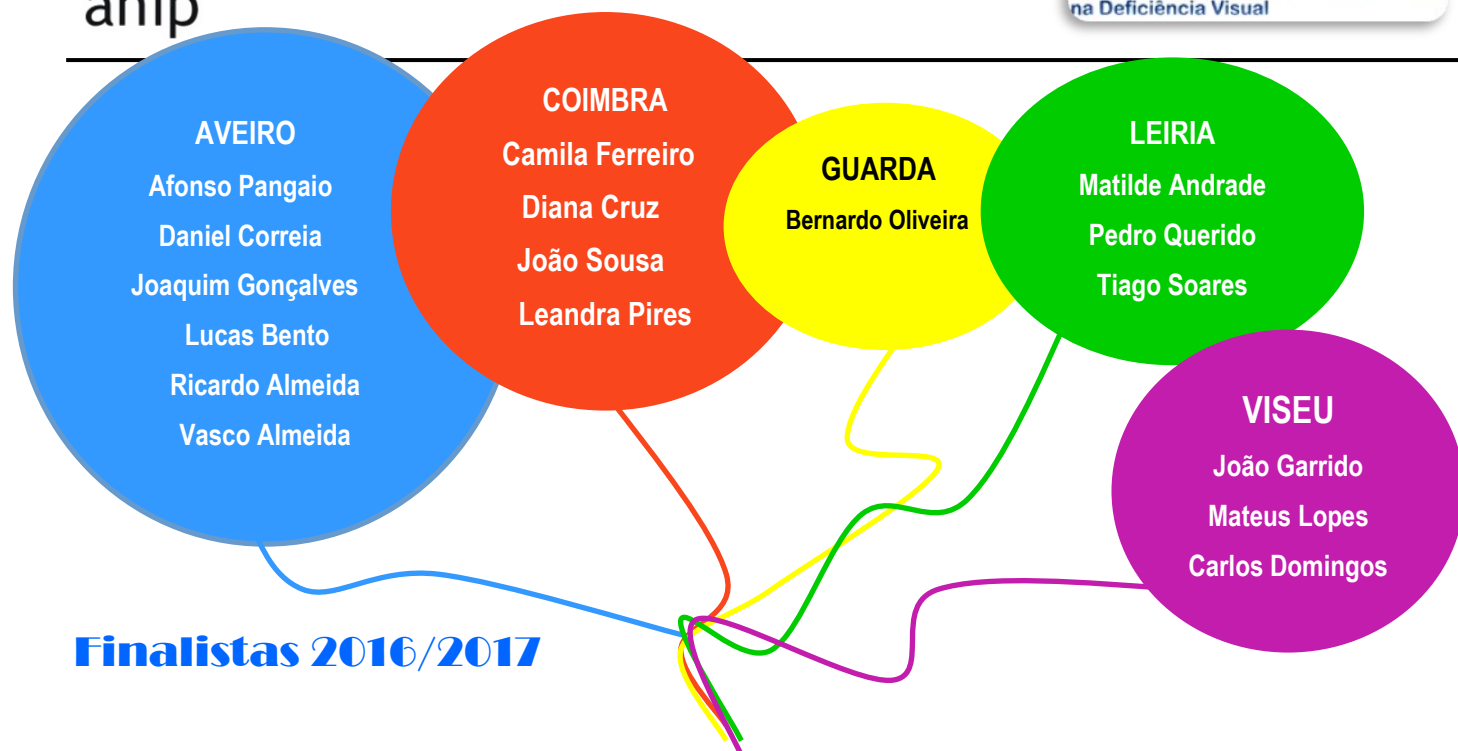 anip
na Deficiência Visual
AVEIRO
Afonso Pangaio
Daniel Correia
Joaquim Gonçalves
Lucas Bento
Ricardo Almeida
Vasco Almeida
COIMBRA
Camila Ferreiro
Diana Cruz
João Sousa
Leandra Pires
GUARDA
Bernardo Oliveira
LEIRIA
Matilde Andrade
Pedro Querido
Tiago Soares
VISEU
João Garrido
Mateus Lopes
Carlos Domingos
Finalistas 2016/2017